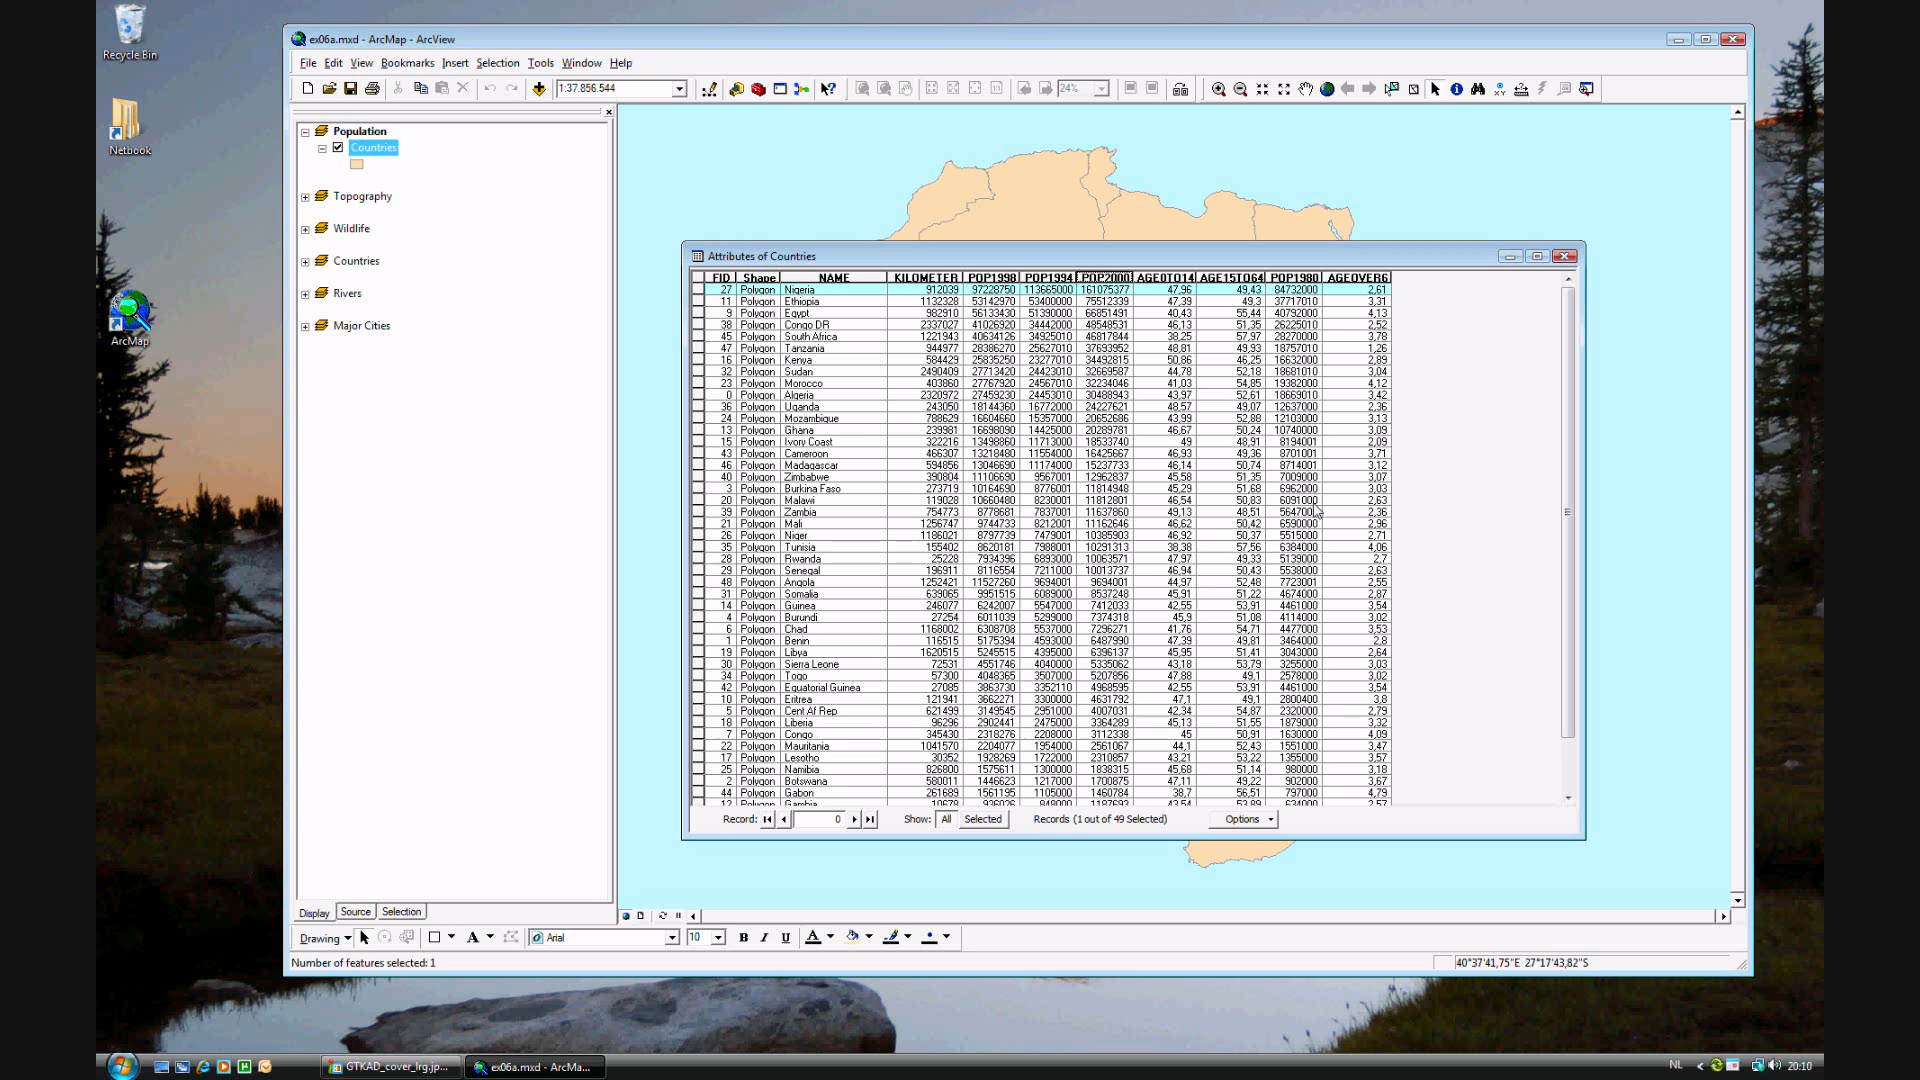 Recycle Bin
Netbook
ArcMap
ex06a.mxd - ArcMap - ArcView
File Edit View Bookmarks Insert Selection Tools Window Help
1:37.856.544
24%
Population
Countries
Topography
Wildlife
Countries
Rivers
Major Cities
Attributes of Countries
FID Shape NAME KILOMETER POP1998 POP1994 POP2000 AGE0TO14 AGE15TO64 POP1980 AGEOVER6
27 Polygon Nigeria 912039 97228750 113665000 161075377 47,96 49,43 84732000 2,61
11 Polygon Ethiopia 1132328 53142970 53400000 75512339 47,39 49,3 37717010 3,31
9 Polygon Egypt 982910 56133430 51390000 66851491 40,43 55,44 40792000 4,13
38 Polygon Congo DR 2337027 41026920 34442000 48548531 46,13 51,35 26225010 2,52
45 Polygon South Africa 1221943 40634126 34925010 46817844 38,25 57,97 28270000 3,78
47 Polygon Tanzania 944977 28386270 25627010 37693952 48,81 49,93 18757010 1,26
16 Polygon Kenya 584429 25835250 23277010 34492815 50,86 46,25 16632000 2,89
32 Polygon Sudan 2490409 27713420 24423010 32669587 44,78 52,18 18681010 3,04
23 Polygon Morocco 403860 27767920 24567010 32234046 41,03 54,85 19382000 4,12
0 Polygon Algeria 2320972 27459230 24453010 30488943 43,97 52,61 18669010 3,42
36 Polygon Uganda 243050 18144360 16772000 24227621 48,57 49,07 12637000 2,36
24 Polygon Mozambique 788629 16604660 15357000 20652686 43,99 52,88 12103000 3,13
13 Polygon Ghana 239981 16698090 14425000 20289781 46,67 50,24 10740000 3,09
15 Polygon Ivory Coast 322216 13498860 11713000 18533740 49 48,91 8194001 2,09
43 Polygon Cameroon 466307 13218480 11554000 16425667 46,93 49,36 8701001 3,71
46 Polygon Madagascar 594856 13046690 11174000 15237733 46,14 50,74 8714001 3,12
40 Polygon Zimbabwe 390804 11106690 9567001 12962837 45,58 51,35 7009000 3,07
3 Polygon Burkina Faso 273719 10164690 8776001 11814948 45,29 51,68 6962000 3,03
20 Polygon Malawi 119028 10660480 8230001 11812801 46,54 50,83 6091000 2,63
39 Polygon Zambia 754773 8778681 7837001 11637860 49,13 48,51 564700 2,36
21 Polygon Mali 1256747 9744733 8212001 11162646 46,62 50,42 6590000 2,96
26 Polygon Niger 1186021 8797739 7479001 10385903 46,92 50,37 5515000 2,71
35 Polygon Tunisia 155402 8620181 7988001 10291313 38,38 57,56 6384000 4,06
28 Polygon Rwanda 25228 7934396 6893000 10063571 47,97 49,33 5139000 2,7
29 Polygon Senegal 196911 8116554 7211000 10013737 46,94 50,43 5538000 2,63
48 Polygon Angola 1252421 11527260 9694001 9694001 44,97 52,48 7723001 2,55
31 Polygon Somalia 639065 9951515 6089000 8537248 45,91 51,22 4674000 2,87
14 Polygon Guinea 246077 6242007 5547000 7412033 42,55 53,91 4461000 3,54
4 Polygon Burundi 27254 6011039 5299000 7374318 45,9 51,08 4114000 3,02
6 Polygon Chad 1168002 6308708 5537000 7296271 41,76 54,71 4477000 3,53
1 Polygon Benin 116515 5175394 4593000 6487990 47,39 49,81 3464000 2,8
19 Polygon Libya 1620515 5245515 4395000 6396137 45,95 51,41 3043000 2,64
30 Polygon Sierra Leone 72531 4551746 4040000 5335062 43,18 53,79 3255000 3,03
34 Polygon Togo 57300 4048365 3507000 5207856 47,88 49,1 2578000 3,02
42 Polygon Equatorial Guinea 27085 3863730 3352110 4968595 42,55 53,91 4461000 3,54
10 Polygon Eritrea 121941 3662271 3300000 4631792 47,1 49,1 2800400 3,8
5 Polygon Cent Af Rep 621499 3149545 2951000 4007031 42,34 54,87 2320000 2,79
18 Polygon Liberia 96296 2902441 2475000 3364289 45,13 51,55 1879000 3,32
7 Polygon Congo 345430 2318276 2208000 3112338 45 50,91 1630000 4,09
22 Polygon Mauritania 1041570 2204077 1954000 2561067 44,1 52,43 1551000 3,47
17 Polygon Lesotho 30352 1928269 1722000 2310857 43,21 53,22 1355000 3,57
25 Polygon Namibia 826800 1575611 1300000 1838315 45,68 51,14 980000 3,18
2 Polygon Botswana 580011 1446623 1217000 1700875 47,11 49,22 902000 3,67
44 Polygon Gabon 261689 1561195 1105000 1460784 38,7 56,51 797000 4,79
12 Polygon Gambia 10678 936026 848000 1187693 43,54 53,89 634000 2,57
Record: 0 Show: All Selected Records (1 out of 49 Selected) Options
Display Source Selection
Drawing A Arial 10 B I U A
Number of features selected: 1
40°37'41,75"E 27°17'43,82"S
GTKAD_cover_lrg.jp... ex06a.mxd - ArcMa... NL 20:10